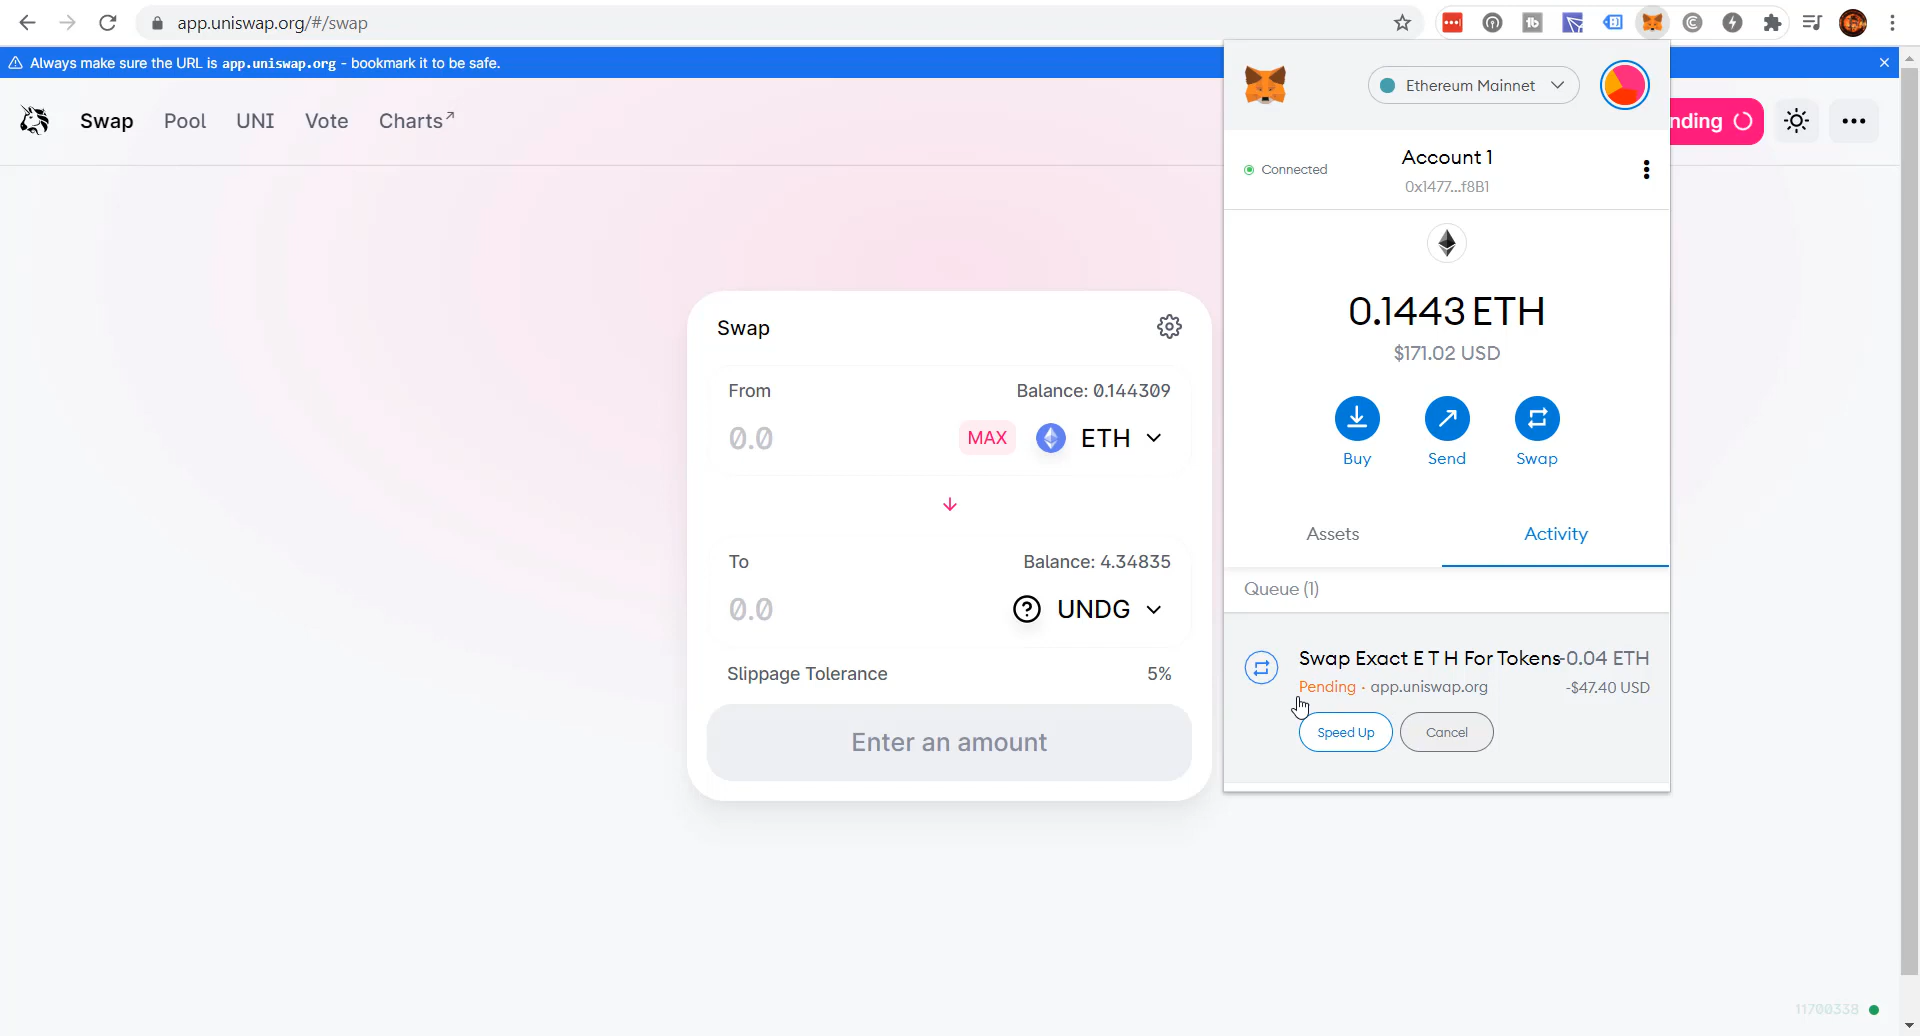 app.uniswap.org/#/swap
Always make sure the URL is app.uniswap.org - bookmark it to be safe.
Swap Pool UNI Vote Charts↗
nding
Swap
From Balance: 0.144309
0.0 MAX ETH
To Balance: 4.34835
0.0 UNDG
Slippage Tolerance 5%
Enter an amount
Ethereum Mainnet
Connected
Account 1
0x1477...f8B1
0.1443 ETH
$171.02 USD
Buy Send Swap
Assets Activity
Queue (1)
Swap Exact E T H For Tokens -0.04 ETH
Pending · app.uniswap.org -$47.40 USD
Speed Up Cancel
11700338